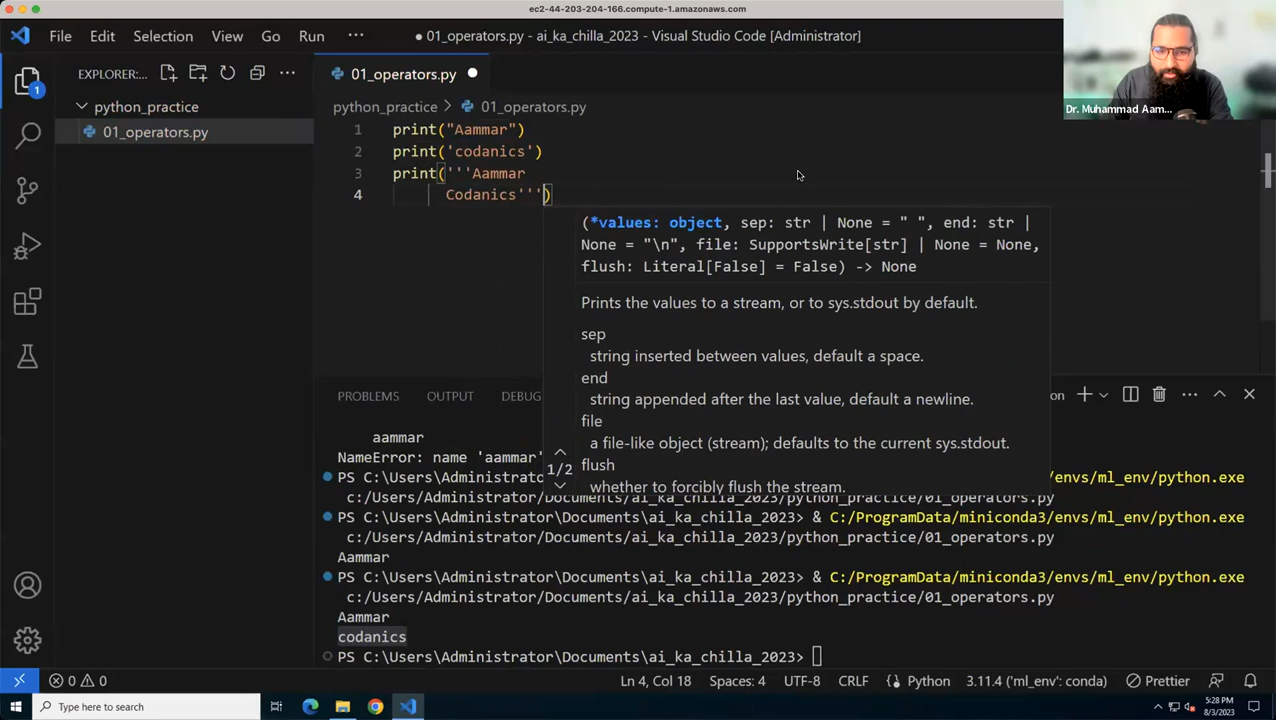 ec2-44-203-204-166.compute-1.amazonaws.com
File Edit Selection View Go Run ··· 01_operators.py - ai_ka_chilla_2023 - Visual Studio Code [Administrator]
EXPLORER:... 01_operators.py
python_practice
01_operators.py
1
python_practice > 01_operators.py
1 print("Aammar")
2 print('codanics')
3 print('''Aammar
4 Codanics''')
(*values: object, sep: str | None = " ", end: str |
None = "\n", file: SupportsWrite[str] | None = None,
flush: Literal[False] = False) -> None
Prints the values to a stream, or to sys.stdout by default.
sep
string inserted between values, default a space.
end
string appended after the last value, default a newline.
file
a file-like object (stream); defaults to the current sys.stdout.
flush
whether to forcibly flush the stream.
1/2
Dr. Muhammad Aam...
PROBLEMS OUTPUT DEBUG
aammar
NameError: name 'aammar'
PS C:\Users\Administrato envs/ml_env/python.exe
c:/Users/Administrator/Documents/ai_ka_chilla_2023/python_practice/01_operators.py
PS C:\Users\Administrator\Documents\ai_ka_chilla_2023> & C:/ProgramData/miniconda3/envs/ml_env/python.exe
c:/Users/Administrator/Documents/ai_ka_chilla_2023/python_practice/01_operators.py
Aammar
PS C:\Users\Administrator\Documents\ai_ka_chilla_2023> & C:/ProgramData/miniconda3/envs/ml_env/python.exe
c:/Users/Administrator/Documents/ai_ka_chilla_2023/python_practice/01_operators.py
Aammar
codanics
PS C:\Users\Administrator\Documents\ai_ka_chilla_2023>
0 0 Ln 4, Col 18 Spaces: 4 UTF-8 CRLF Python 3.11.4 ('ml_env': conda) Prettier
Type here to search
5:28 PM
8/3/2023